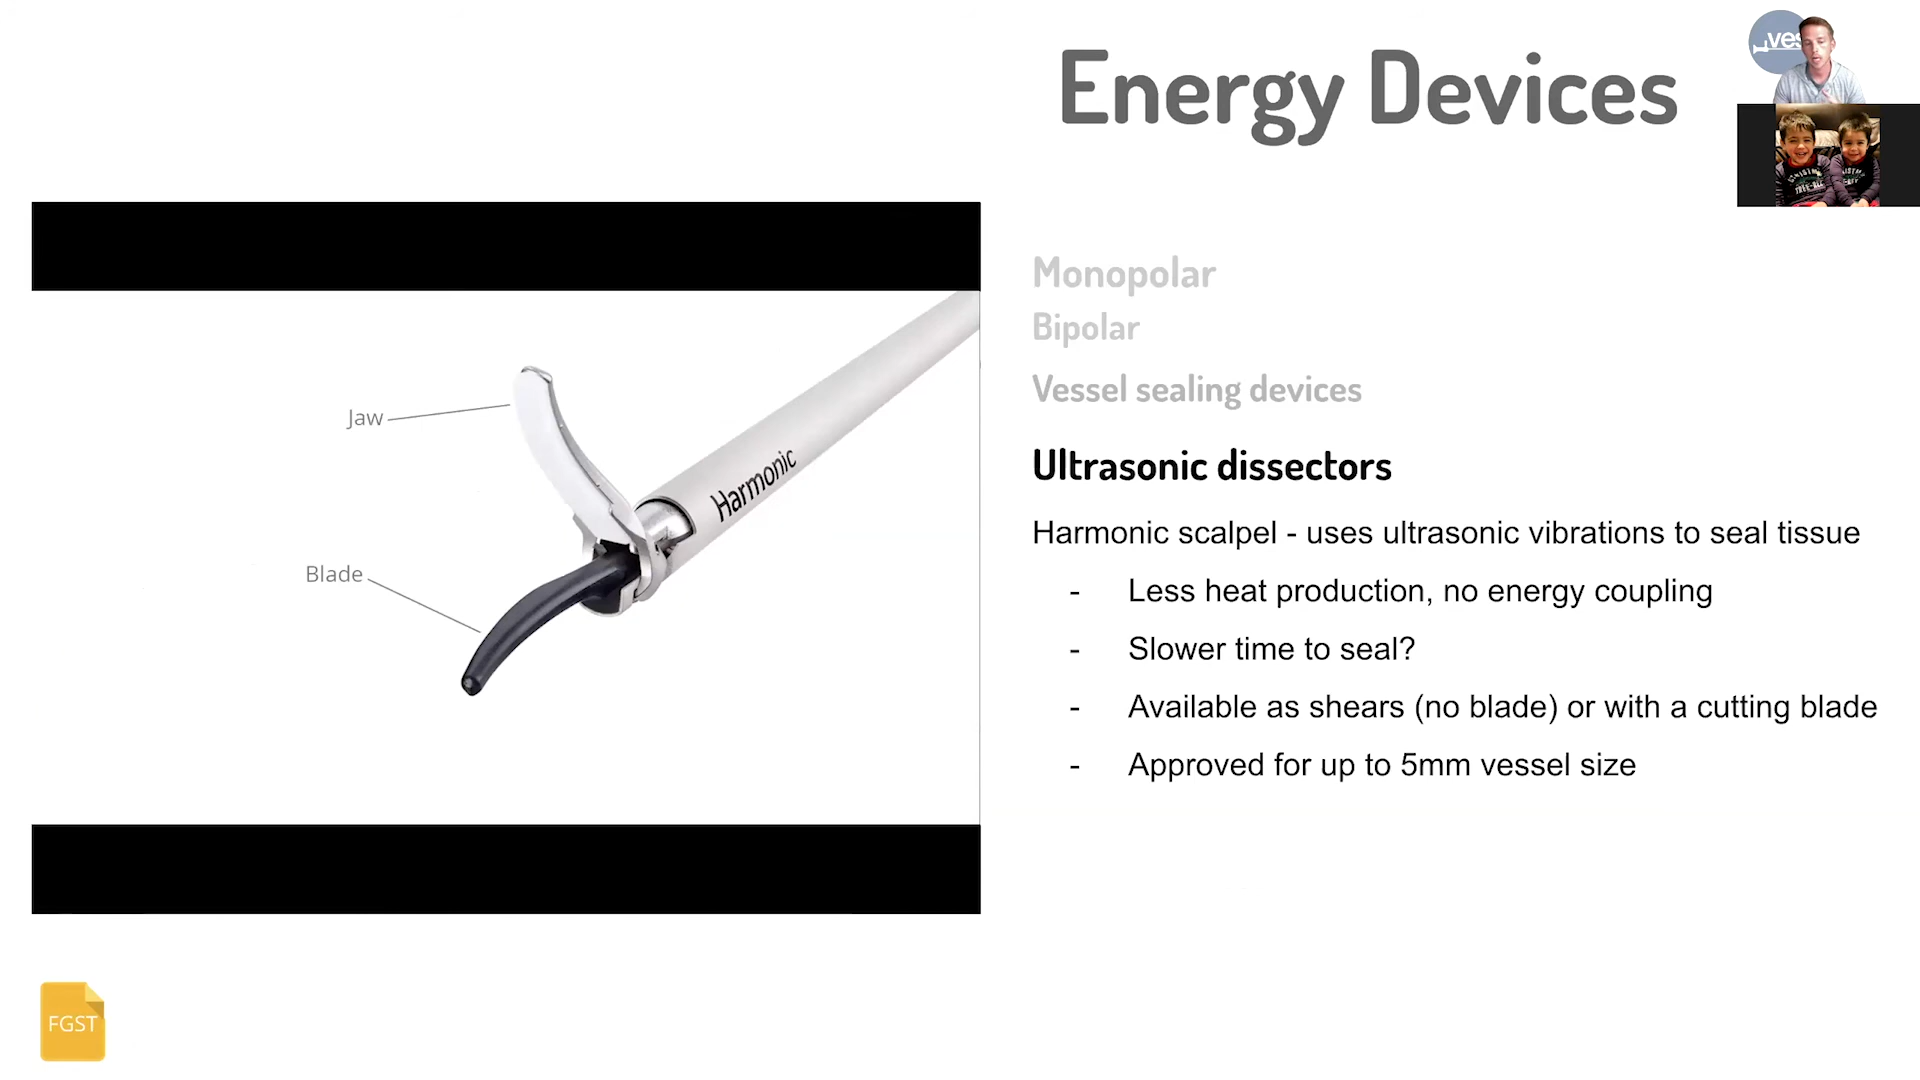 Energy Devices
Monopolar
Bipolar
Vessel sealing devices
Ultrasonic dissectors
Harmonic scalpel - uses ultrasonic vibrations to seal tissue
- Less heat production, no energy coupling
- Slower time to seal?
- Available as shears (no blade) or with a cutting blade
- Approved for up to 5mm vessel size
Jaw
Harmonic
Blade
FGST